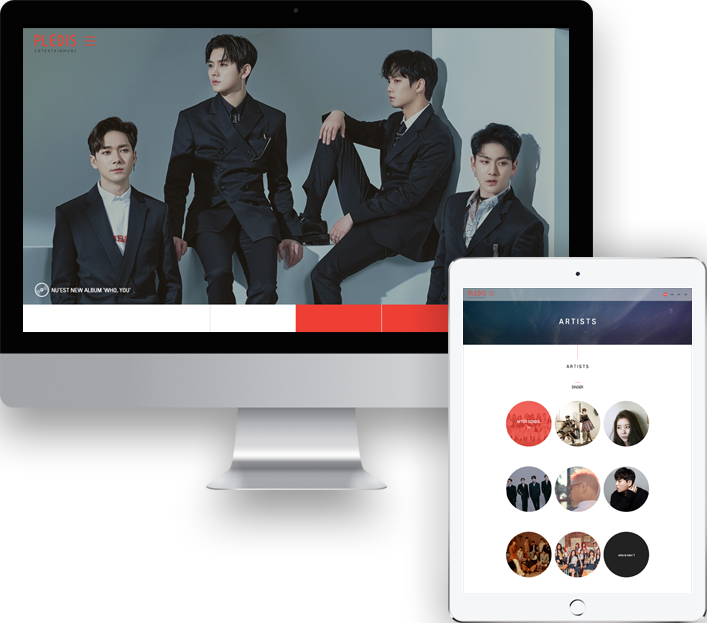 PLEDIS
ENTERTAINMENT
NU'EST NEW ALBUM 'WHO, YOU'
PLEDIS
ARTISTS
ARTISTS
SINGER
AFTER SCHOOL
who is next ?